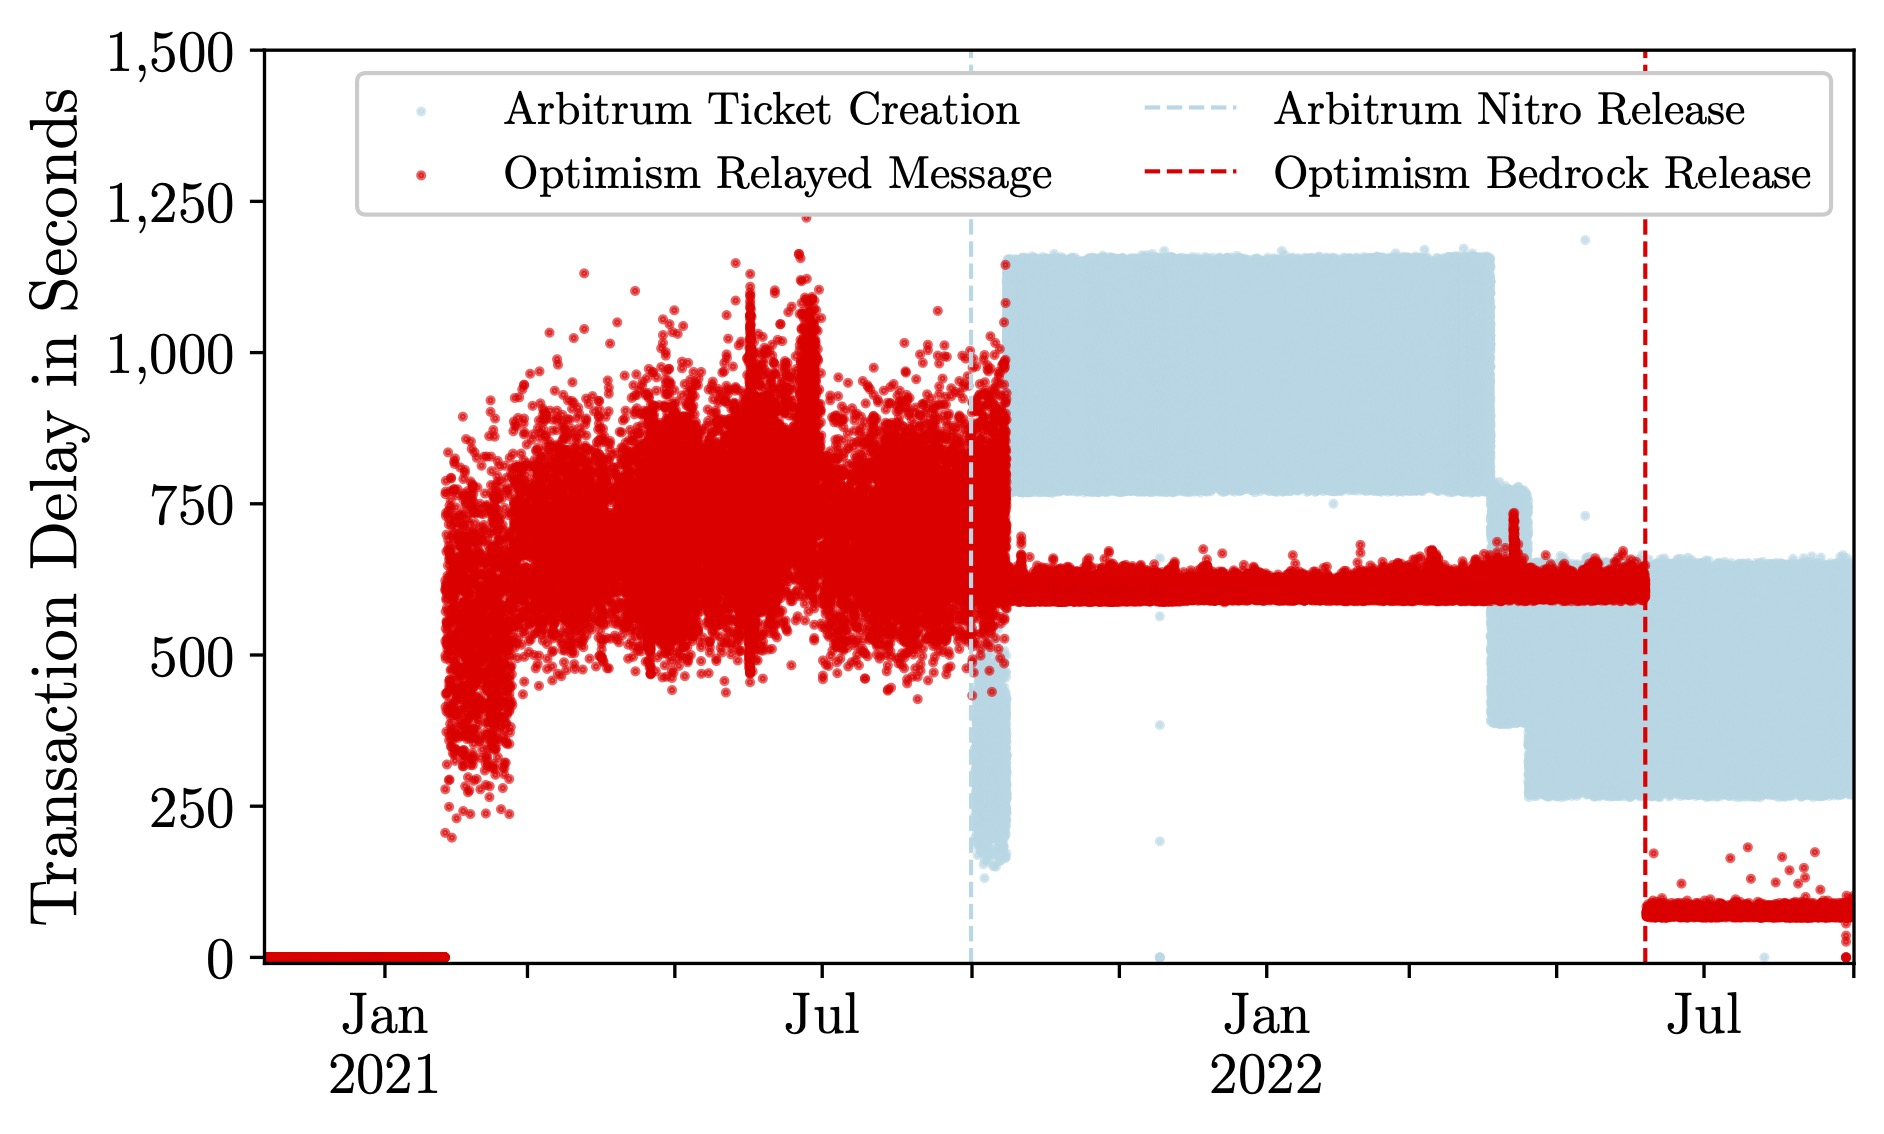 Transaction Delay in Seconds
1,500
1,250
1,000
750
500
250
0
Arbitrum Ticket Creation
Optimism Relayed Message
Arbitrum Nitro Release
Optimism Bedrock Release
Jan
2021
Jul
Jan
2022
Jul